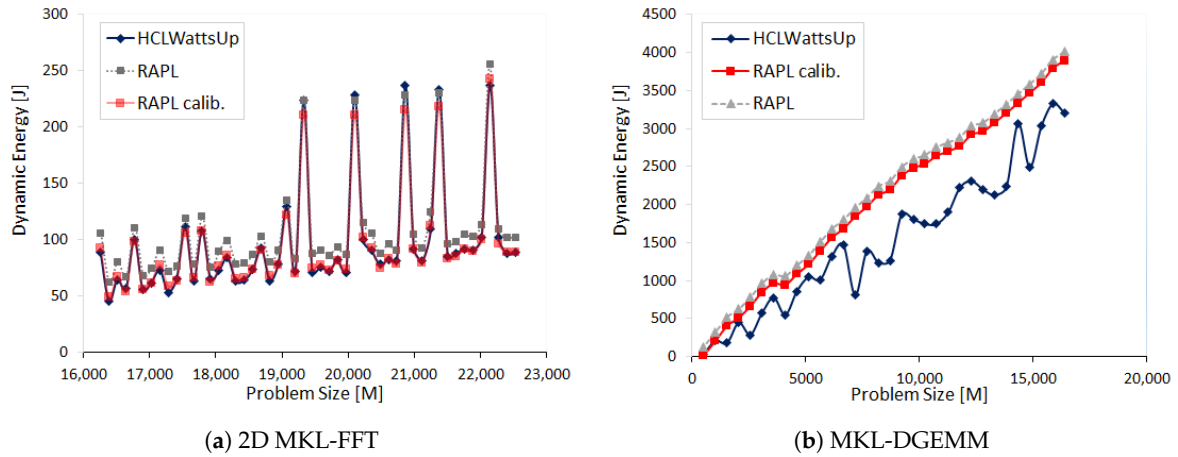 300
250
200
150
100
50
0
Dynamic Energy [J]
HCLWattsUp
RAPL
RAPL calib.
16,000 17,000 18,000 19,000 20,000 21,000 22,000 23,000
Problem Size [M]
(a) 2D MKL-FFT
4500
4000
3500
3000
2500
2000
1500
1000
500
0
Dynamic Energy [J]
HCLWattsUp
RAPL calib.
RAPL
0 5000 10,000 15,000 20,000
Problem Size [M]
(b) MKL-DGEMM